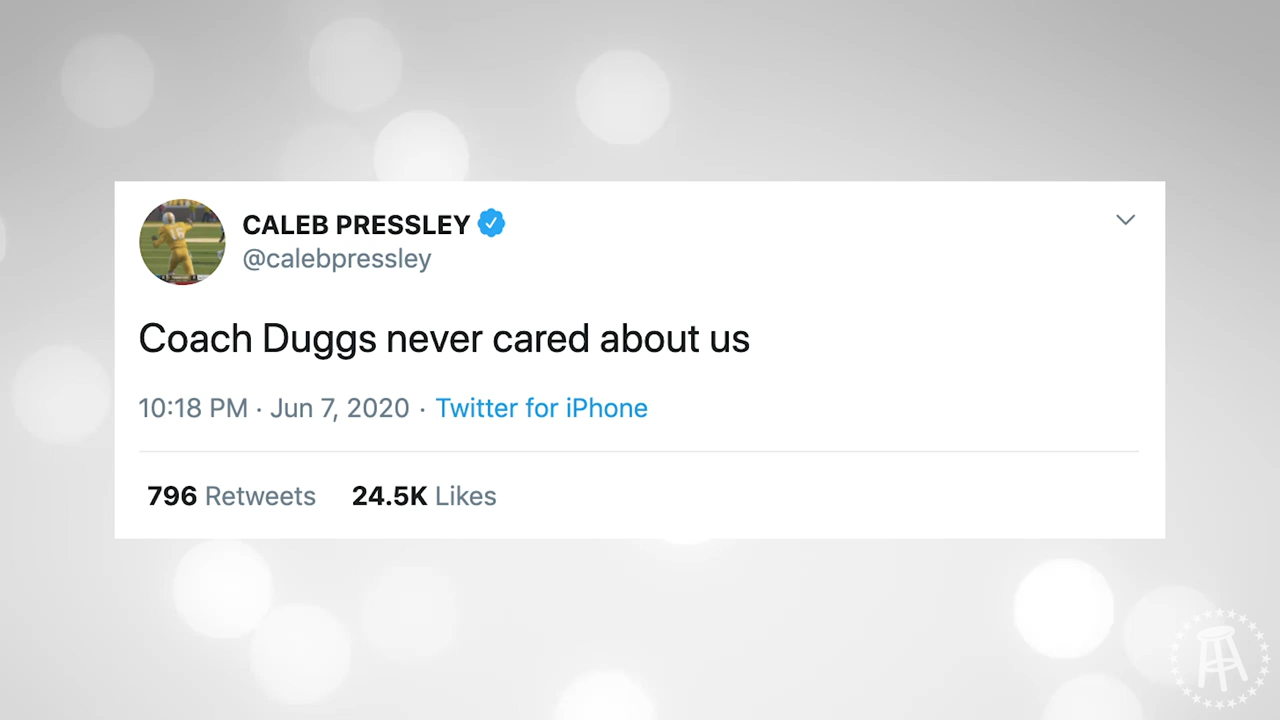 CALEB PRESSLEY
@calebpressley
Coach Duggs never cared about us
10:18 PM · Jun 7, 2020 · Twitter for iPhone
796 Retweets 24.5K Likes